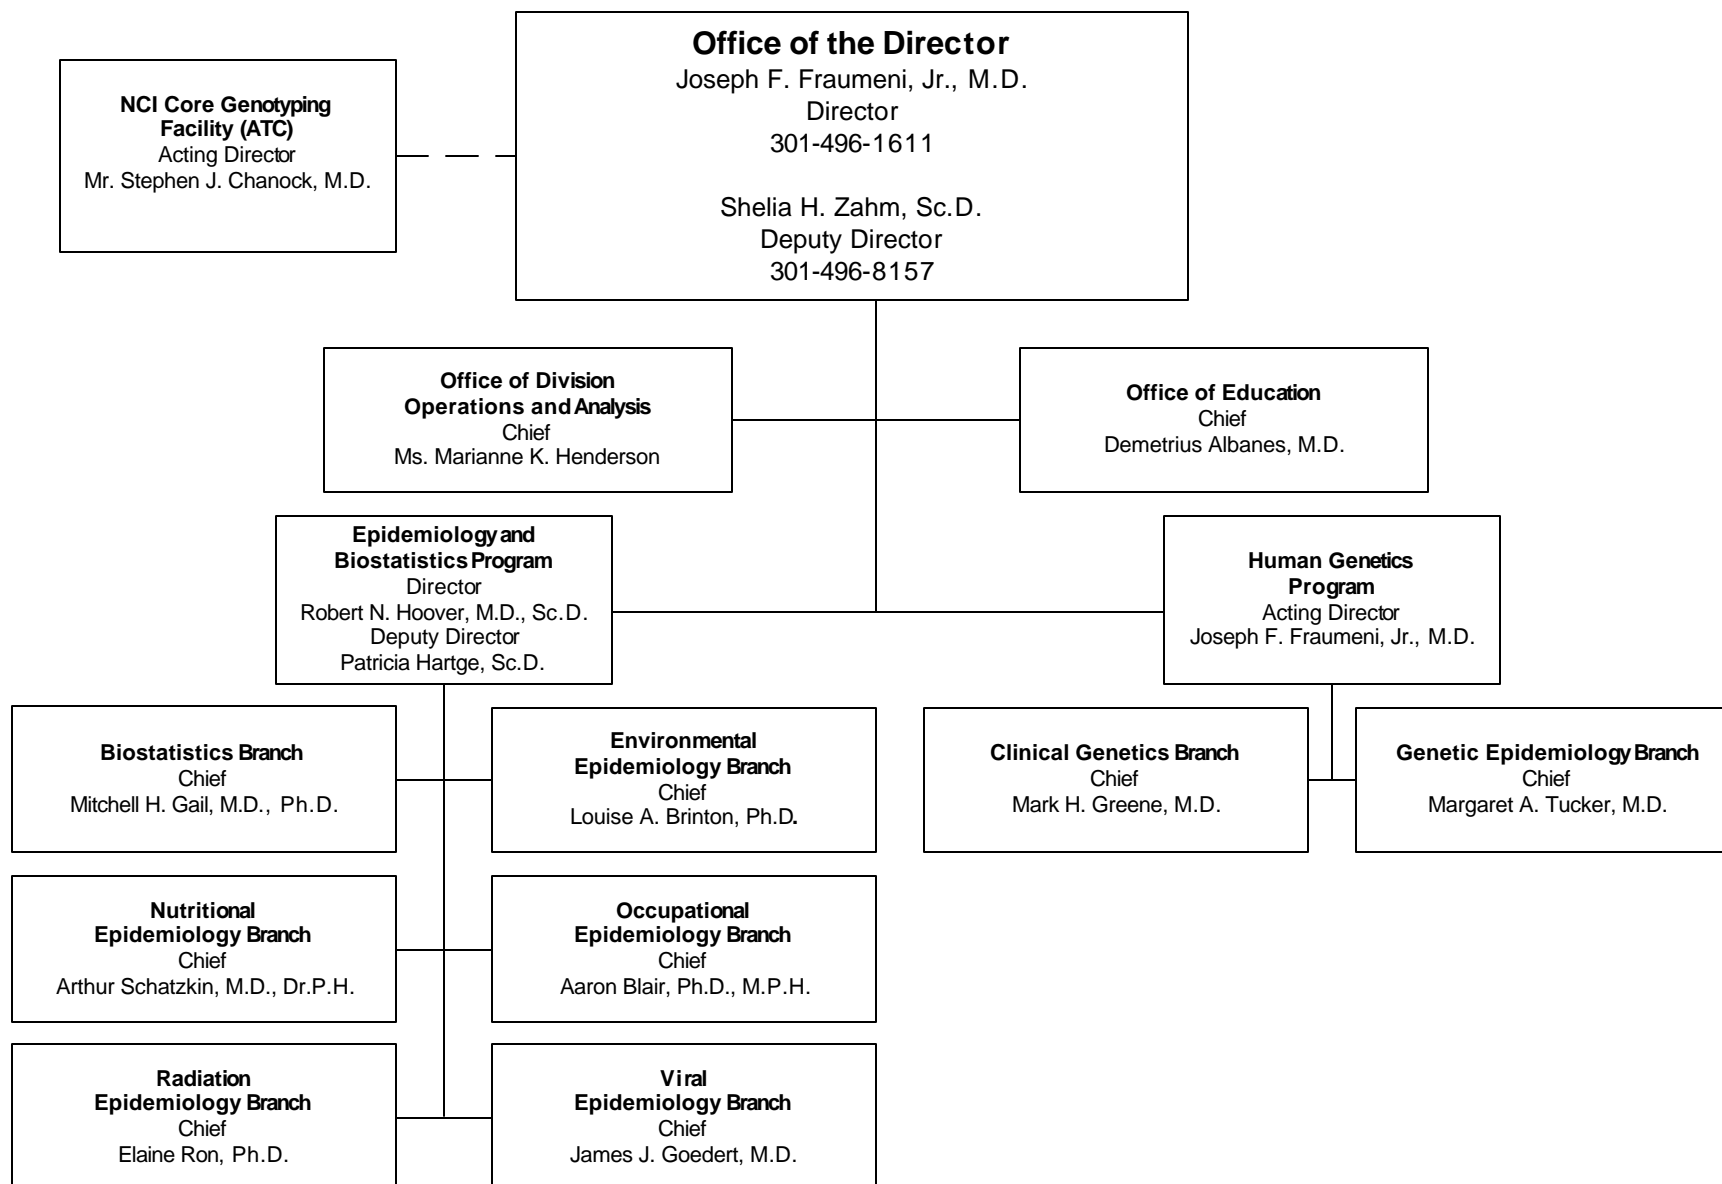 Office of the Director
Joseph F. Fraumeni, Jr., M.D.
Director
301-496-1611
Shelia H. Zahm, Sc.D.
Deputy Director
301-496-8157
NCI Core Genotyping
Facility (ATC)
Acting Director
Mr. Stephen J. Chanock, M.D.
Office of Division
Operations and Analysis
Chief
Ms. Marianne K. Henderson
Office of Education
Chief
Demetrius Albanes, M.D.
Epidemiology and
Biostatistics Program
Director
Robert N. Hoover, M.D., Sc.D.
Deputy Director
Patricia Hartge, Sc.D.
Human Genetics
Program
Acting Director
Joseph F. Fraumeni, Jr., M.D.
Biostatistics Branch
Chief
Mitchell H. Gail, M.D., Ph.D.
Environmental
Epidemiology Branch
Chief
Louise A. Brinton, Ph.D.
Clinical Genetics Branch
Chief
Mark H. Greene, M.D.
Genetic Epidemiology Branch
Chief
Margaret A. Tucker, M.D.
Nutritional
Epidemiology Branch
Chief
Arthur Schatzkin, M.D., Dr.P.H.
Occupational
Epidemiology Branch
Chief
Aaron Blair, Ph.D., M.P.H.
Radiation
Epidemiology Branch
Chief
Elaine Ron, Ph.D.
Viral
Epidemiology Branch
Chief
James J. Goedert, M.D.